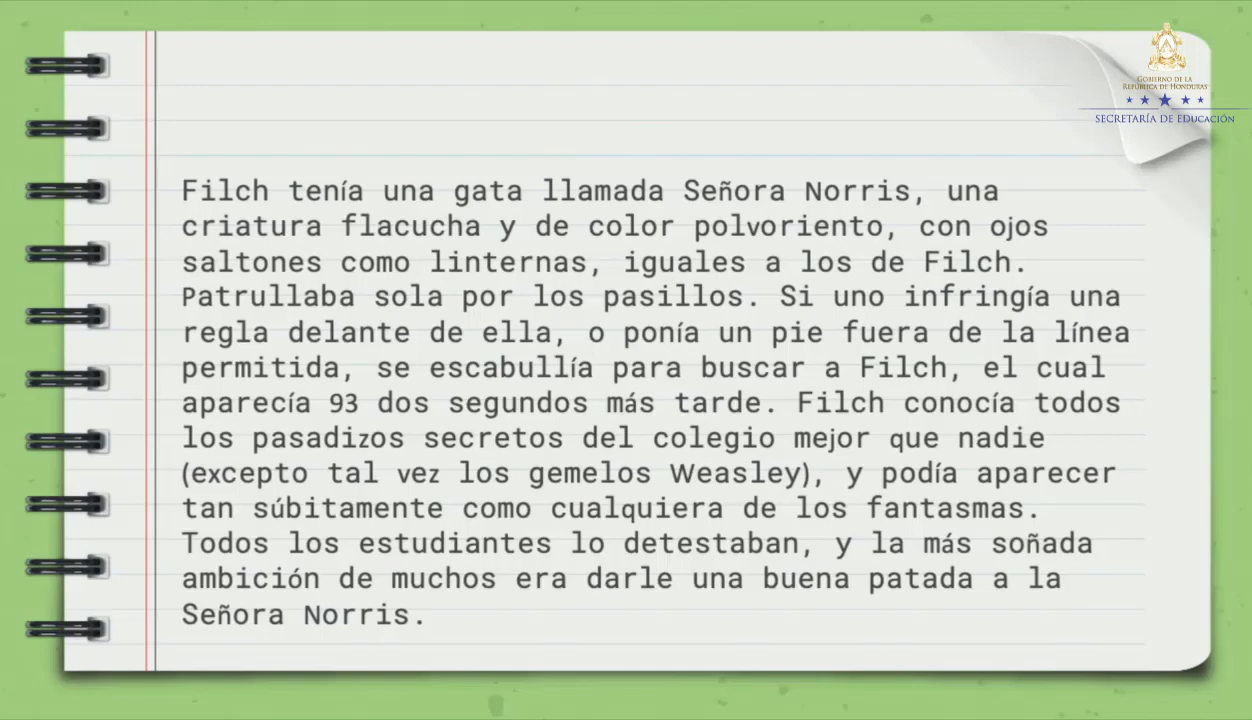 GOBIERNO DE LA
REPÚBLICA DE HONDURAS
SECRETARÍA DE EDUCACIÓN
Filch tenía una gata llamada Señora Norris, una
criatura flacucha y de color polvoriento, con ojos
saltones como linternas, iguales a los de Filch.
Patrullaba sola por los pasillos. Si uno infringía una
regla delante de ella, o ponía un pie fuera de la línea
permitida, se escabullía para buscar a Filch, el cual
aparecía 93 dos segundos más tarde. Filch conocía todos
los pasadizos secretos del colegio mejor que nadie
(excepto tal vez los gemelos Weasley), y podía aparecer
tan súbitamente como cualquiera de los fantasmas.
Todos los estudiantes lo detestaban, y la más soñada
ambición de muchos era darle una buena patada a la
Señora Norris.